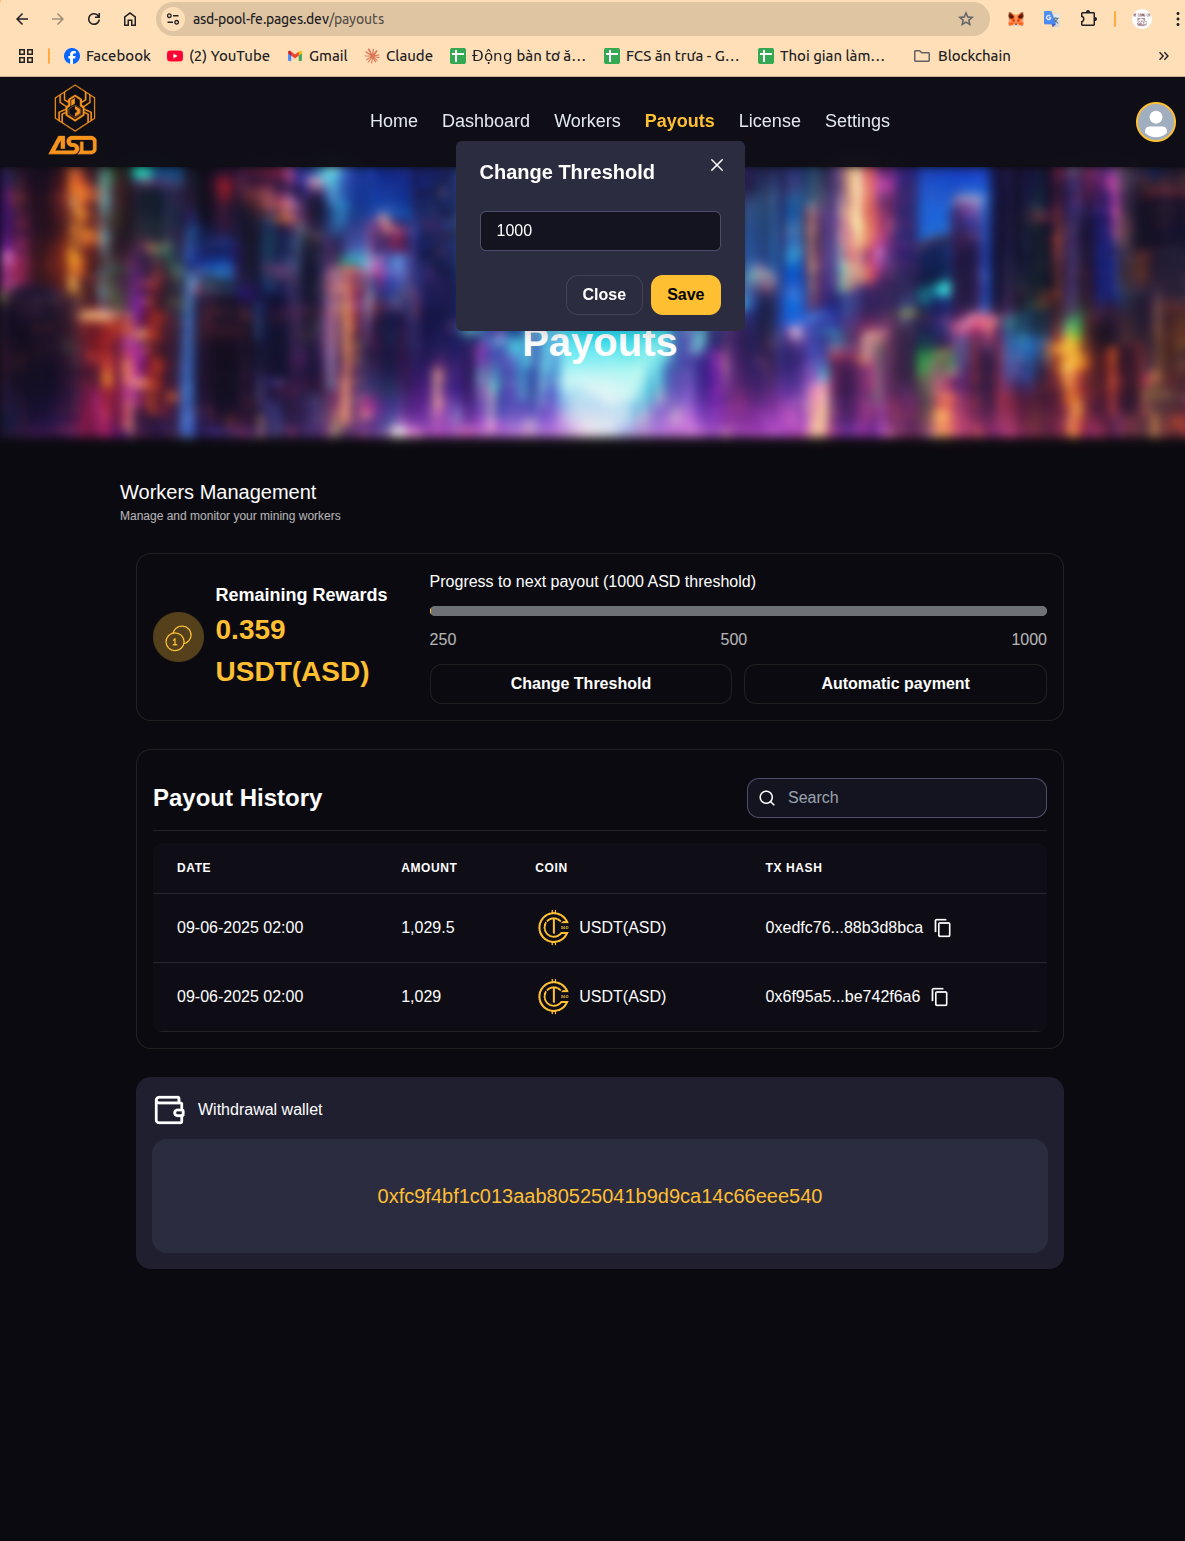 asd-pool-fe.pages.dev/payouts
Facebook
(2) YouTube
Gmail
Claude
Động bàn tơ ă...
FCS ăn trưa - G...
Thoi gian làm...
Blockchain
ASD
Home
Dashboard
Workers
Payouts
License
Settings
Change Threshold
1000
Close
Save
Payouts
Workers Management
Manage and monitor your mining workers
Remaining Rewards
0.359
USDT(ASD)
Progress to next payout (1000 ASD threshold)
250
500
1000
Change Threshold
Automatic payment
Payout History
Search
DATE
AMOUNT
COIN
TX HASH
09-06-2025 02:00
1,029.5
USDT(ASD)
0xedfc76...88b3d8bca
09-06-2025 02:00
1,029
USDT(ASD)
0x6f95a5...be742f6a6
Withdrawal wallet
0xfc9f4bf1c013aab80525041b9d9ca14c66eee540